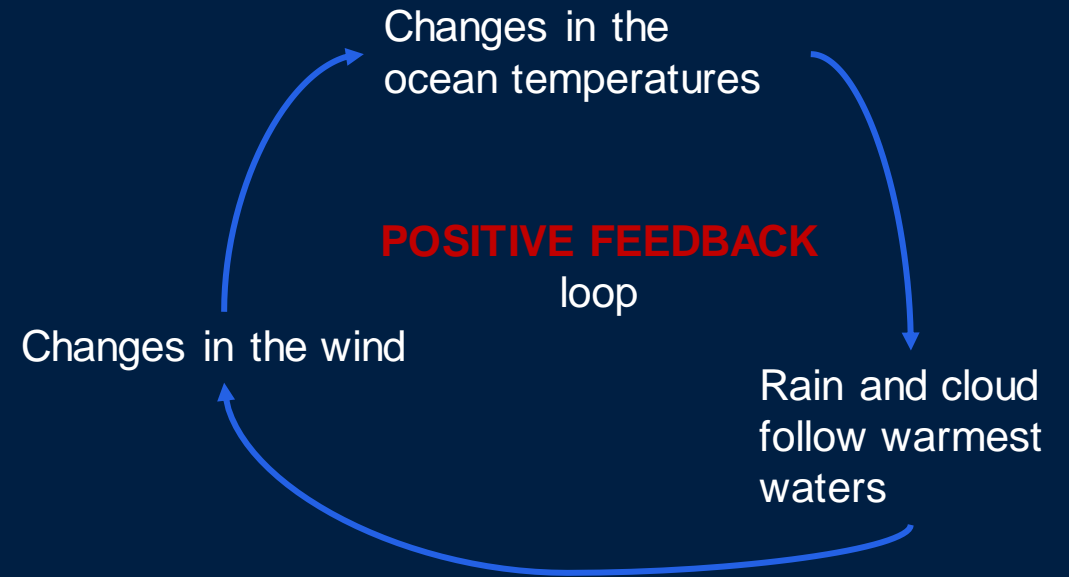 Changes in the
ocean temperatures
POSITIVE FEEDBACK
loop
Changes in the wind
Rain and cloud
follow warmest
waters